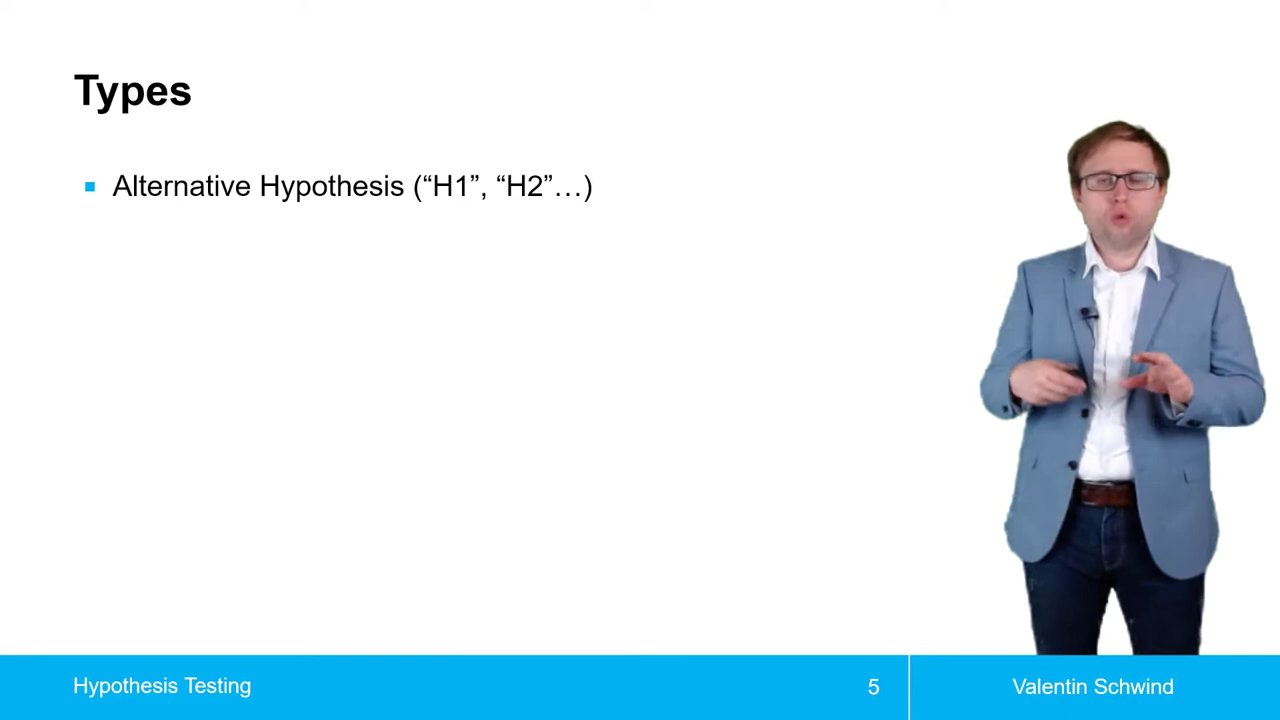 Types
▪ Alternative Hypothesis (“H1”, “H2”…)
Hypothesis Testing
5
Valentin Schwind